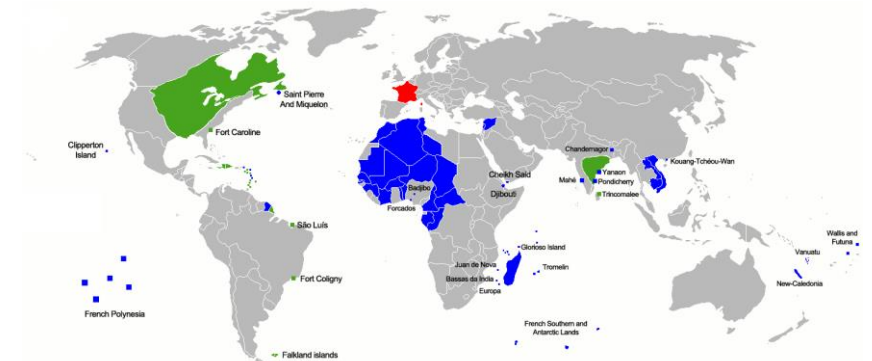 Saint Pierre
And Miquelon
Fort Caroline
Clipperton
Island
Chandernagor
Kouang-Tchéou-Wan
Cheikh Saïd
Yanaon
Mahé
Pondicherry
Djibouti
Badjibo
Trincomalee
Forcados
São Luís
Wallis and
Futuna
Glorioso Island
Vanuatu
Juan de Nova
Tromelin
Fort Coligny
Bassas da India
New-Caledonia
Europa
French Polynesia
French Southern and
Antarctic Lands
Falkland islands